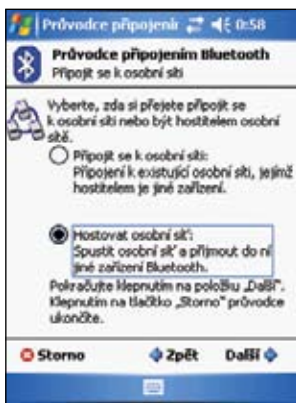 Průvodce připojením 0:58
Průvodce připojením Bluetooth
Připojit se k osobní síti
Vyberte, zda si přejete připojit se
k osobní síti nebo být hostitelem osobní
sítě.
Připojit se k osobní síti:
Připojení k existující osobní síti, jejímž
hostitelem je jiné zařízení.
Hostovat osobní síť:
Spustit osobní síť a přijmout do ní
jiné zařízení Bluetooth.
Pokračujte klepnutím na položku „Další“.
Klepnutím na tlačítko „Storno“ průvodce
ukončíte.
Storno Zpět Další